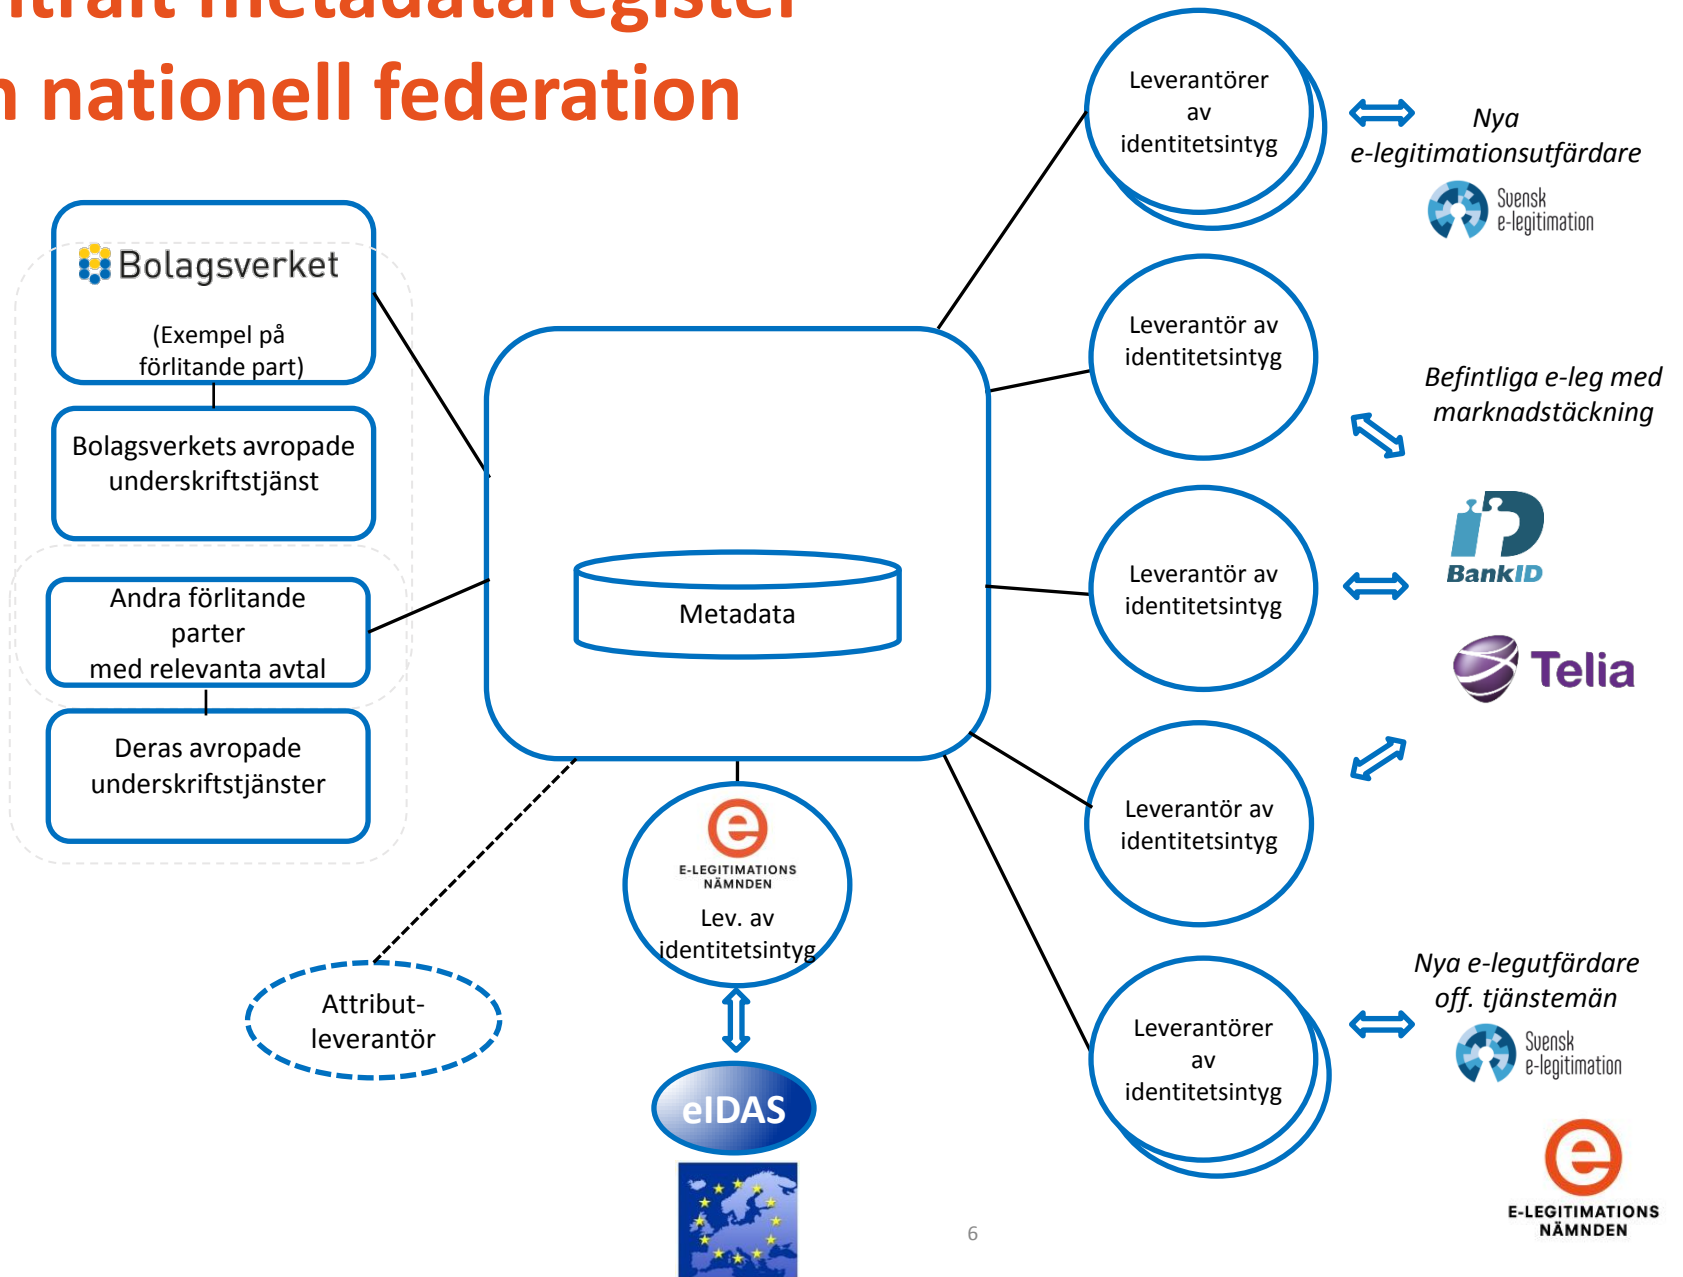 ntralt metadataregister
n nationell federation
Bolagsverket
(Exempel på
förlitande part)
Bolagsverkets avropade
underskriftstjänst
Andra förlitande
parter
med relevanta avtal
Deras avropade
underskriftstjänster
Metadata
Attribut-
leverantör
e
E-LEGITIMATIONS
NÄMNDEN
Lev. av
identitetsintyg
eIDAS
Leverantörer
av
identitetsintyg
Leverantör av
identitetsintyg
Leverantör av
identitetsintyg
Leverantör av
identitetsintyg
Leverantörer
av
identitetsintyg
Nya
e-legitimationsutfärdare
Svensk
e-legitimation
Befintliga e-leg med
marknadstäckning
iD
BankID
Telia
Nya e-legutfärdare
off. tjänstemän
Svensk
e-legitimation
e
E-LEGITIMATIONS
NÄMNDEN
6